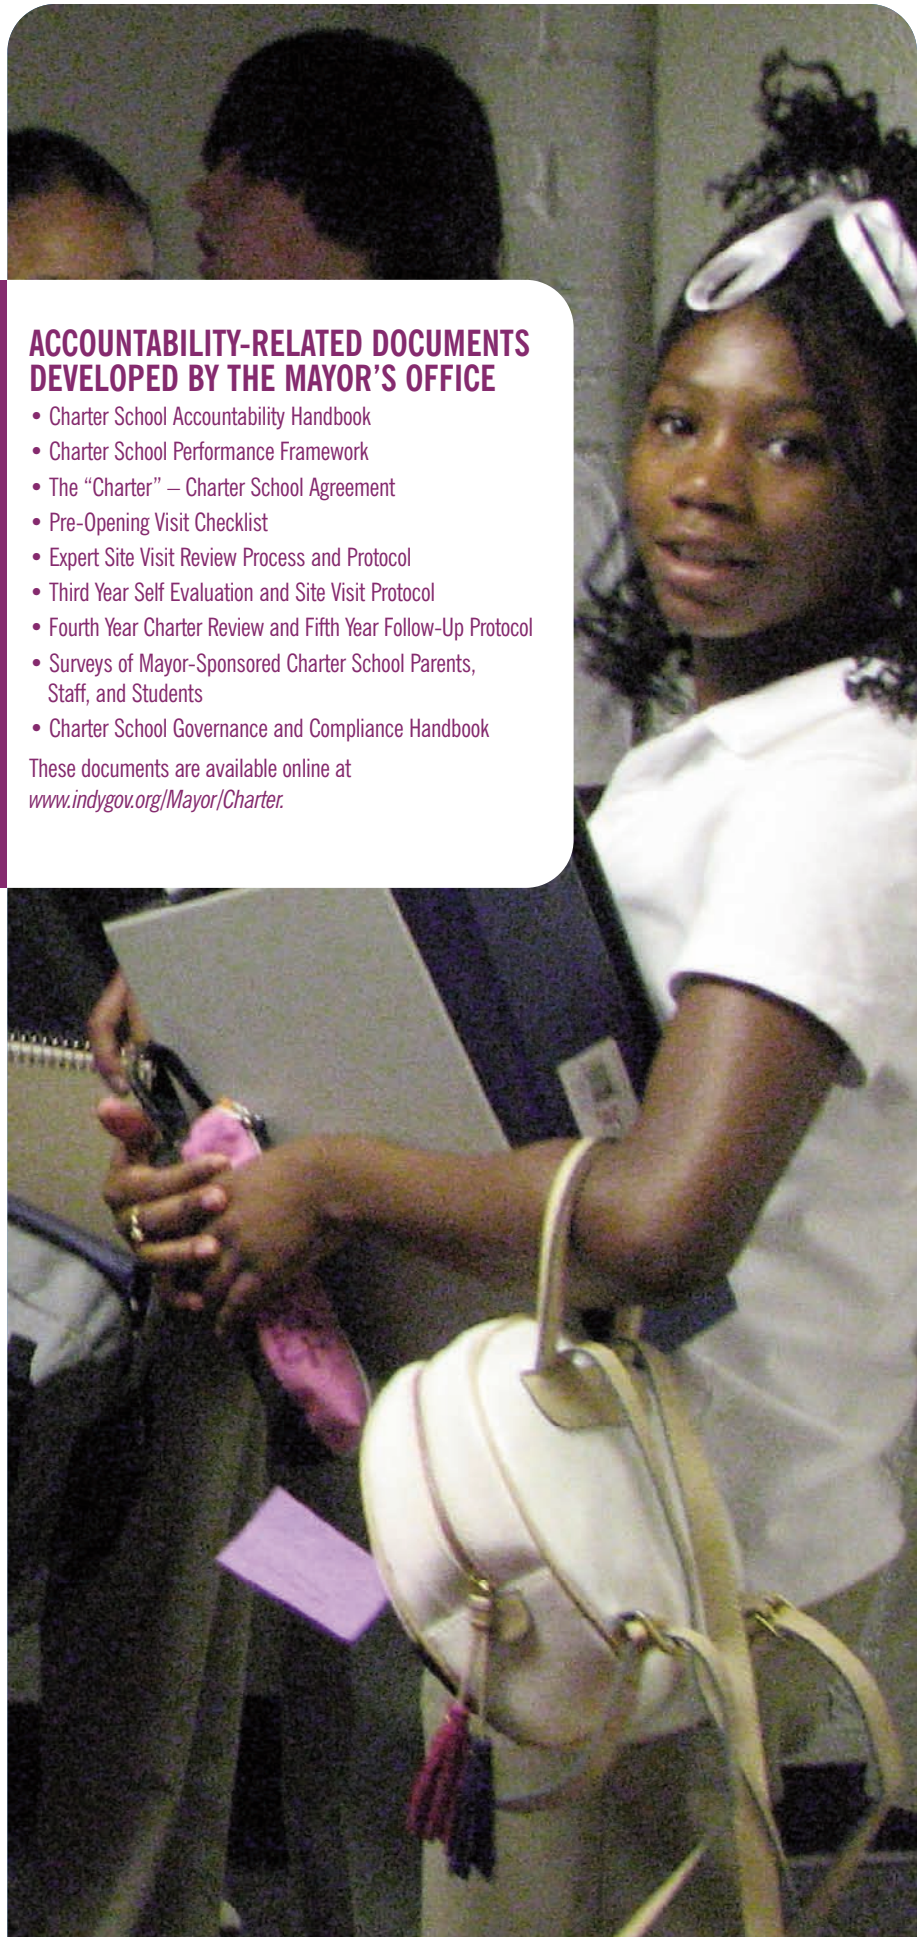 ACCOUNTABILITY-RELATED DOCUMENTS
DEVELOPED BY THE MAYOR’S OFFICE
• Charter School Accountability Handbook
• Charter School Performance Framework
• The “Charter” – Charter School Agreement
• Pre-Opening Visit Checklist
• Expert Site Visit Review Process and Protocol
• Third Year Self Evaluation and Site Visit Protocol
• Fourth Year Charter Review and Fifth Year Follow-Up Protocol
• Surveys of Mayor-Sponsored Charter School Parents,
Staff, and Students
• Charter School Governance and Compliance Handbook
These documents are available online at
www.indygov.org/Mayor/Charter.